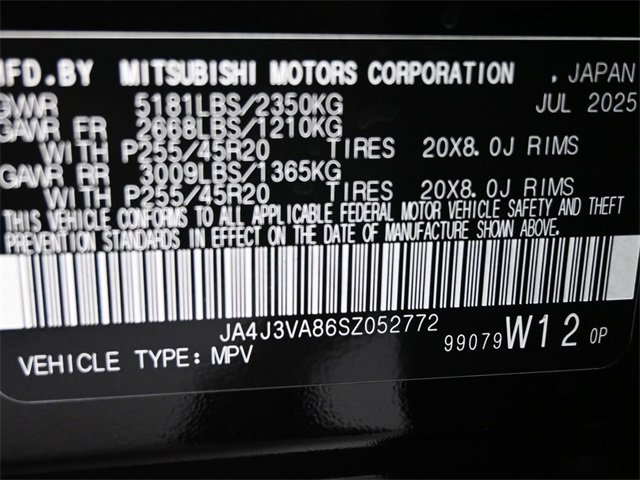 MFD.BY MITSUBISHI MOTORS CORPORATION , JAPAN
GVWR 5181LBS/2350KG JUL 2025
GAWR FR 2668LBS/1210KG
WITH P255/45R20 TIRES 20X8.0J RIMS
GAWR RR 3009LBS/1365KG
WITH P255/45R20 TIRES 20X8.0J RIMS
THIS VEHICLE CONFORMS TO ALL APPLICABLE FEDERAL MOTOR VEHICLE SAFETY AND THEFT
PREVENTION STANDARDS IN EFFECT ON THE DATE OF MANUFACTURE SHOWN ABOVE.
JA4J3VA86SZ052772
VEHICLE TYPE: MPV 99079 W12 0P